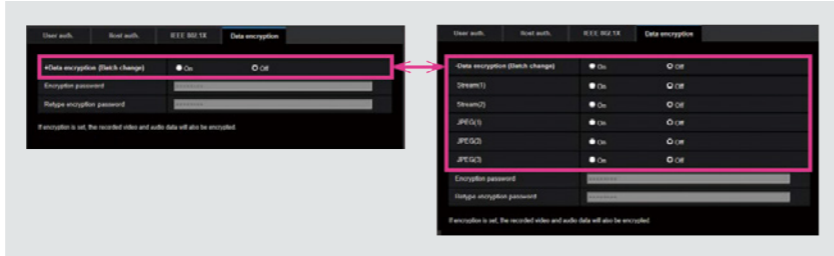 User auth. Host auth. IEEE 802.1X Data encryption
+Data encryption (Batch change) On Off
Encryption password
Retype encryption password
If encryption is set, the recorded video and audio data will also be encrypted.
User auth. Host auth. IEEE 802.1X Data encryption
-Data encryption (Batch change) On Off
Stream(1) On Off
Stream(2) On Off
JPEG(1) On Off
JPEG(2) On Off
JPEG(3) On Off
Encryption password
Retype encryption password
If encryption is set, the recorded video and audio data will also be encrypted.